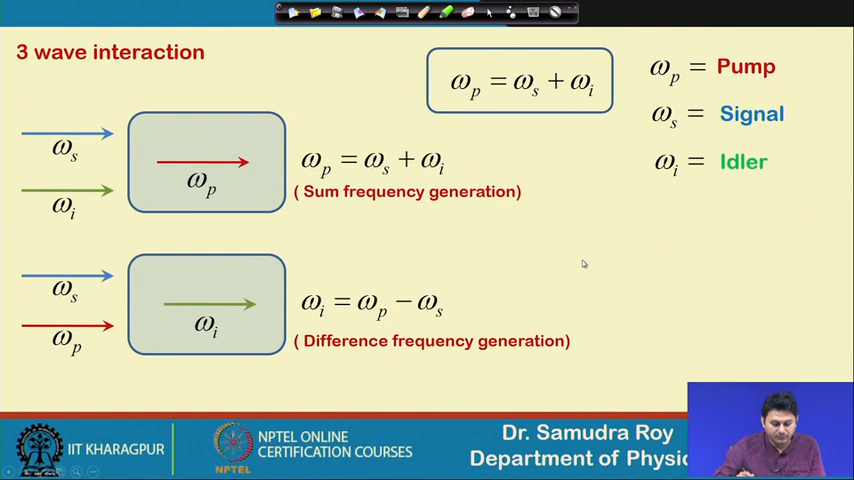 3 wave interaction
ωp = ωs + ωi
ωp = Pump
ωs = Signal
ωi = Idler
ωs
ωi
ωp
ωp = ωs + ωi
( Sum frequency generation)
ωs
ωp
ωi
ωi = ωp − ωs
( Difference frequency generation)
IIT KHARAGPUR
NPTEL
NPTEL ONLINE
CERTIFICATION COURSES
Dr. Samudra Roy
Department of Physi